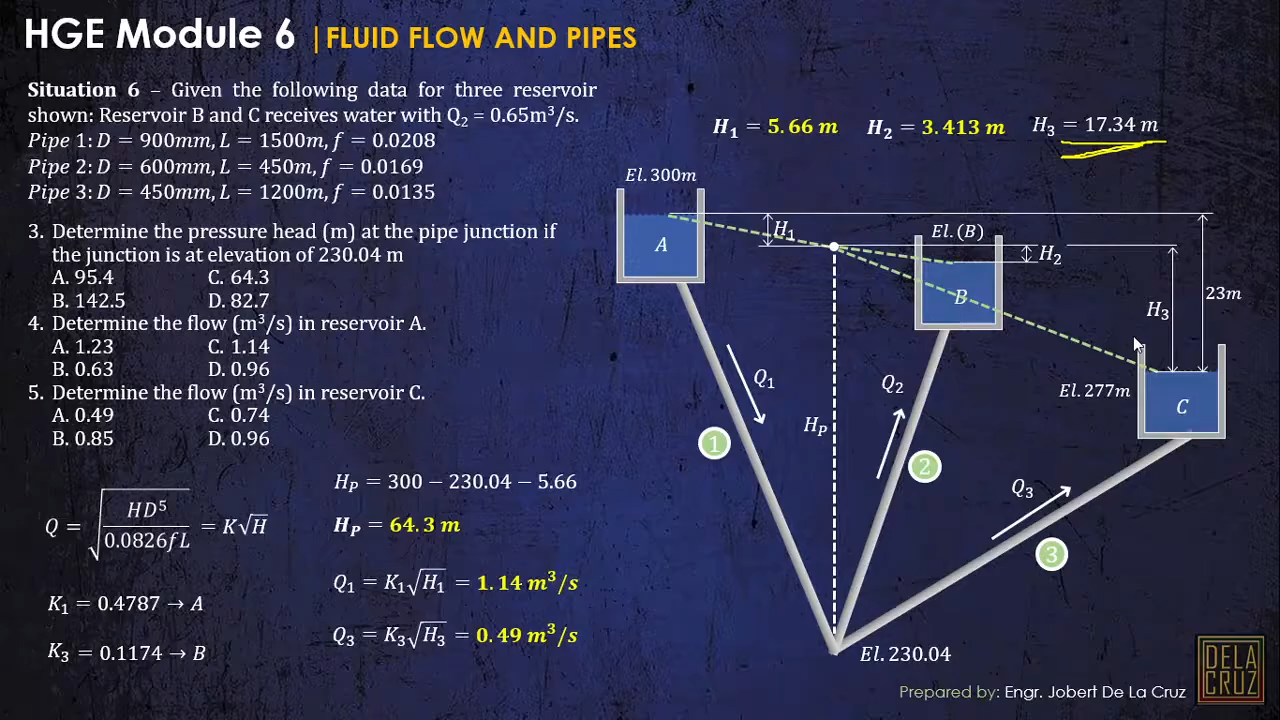 HGE Module 6 | FLUID FLOW AND PIPES
Situation 6 – Given the following data for three reservoir
shown: Reservoir B and C receives water with Q₂ = 0.65m³/s.
Pipe 1: D = 900mm, L = 1500m, f = 0.0208
Pipe 2: D = 600mm, L = 450m, f = 0.0169
Pipe 3: D = 450mm, L = 1200m, f = 0.0135
3. Determine the pressure head (m) at the pipe junction if
the junction is at elevation of 230.04 m
A. 95.4 C. 64.3
B. 142.5 D. 82.7
4. Determine the flow (m³/s) in reservoir A.
A. 1.23 C. 1.14
B. 0.63 D. 0.96
5. Determine the flow (m³/s) in reservoir C.
A. 0.49 C. 0.74
B. 0.85 D. 0.96
Q = √(HD⁵/0.0826fL) = K√H
K₁ = 0.4787 → A
K₃ = 0.1174 → B
H_P = 300 − 230.04 − 5.66
H_P = 64.3 m
Q₁ = K₁√H₁ = 1.14 m³/s
Q₃ = K₃√H₃ = 0.49 m³/s
H₁ = 5.66 m H₂ = 3.413 m H₃ = 17.34 m
El. 300m
A
H₁
El. (B)
H₂
B
H₃
23m
El. 277m
C
Q₁
Q₂
H_P
1
2
Q₃
3
El. 230.04
DELA
CRUZ
Prepared by: Engr. Jobert De La Cruz